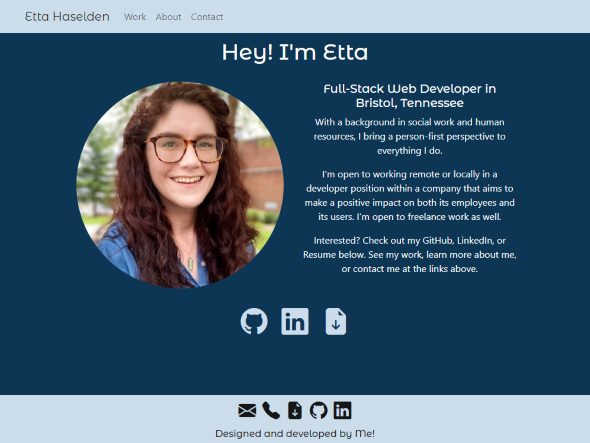 Etta Haselden Work About Contact
Hey! I'm Etta
Full-Stack Web Developer in
Bristol, Tennessee
With a background in social work and human
resources, I bring a person-first perspective to
everything I do.
I'm open to working remote or locally in a
developer position within a company that aims to
make a positive impact on both its employees and
its users. I'm open to freelance work as well.
Interested? Check out my GitHub, LinkedIn, or
Resume below. See my work, learn more about me,
or contact me at the links above.
in
in
Designed and developed by Me!